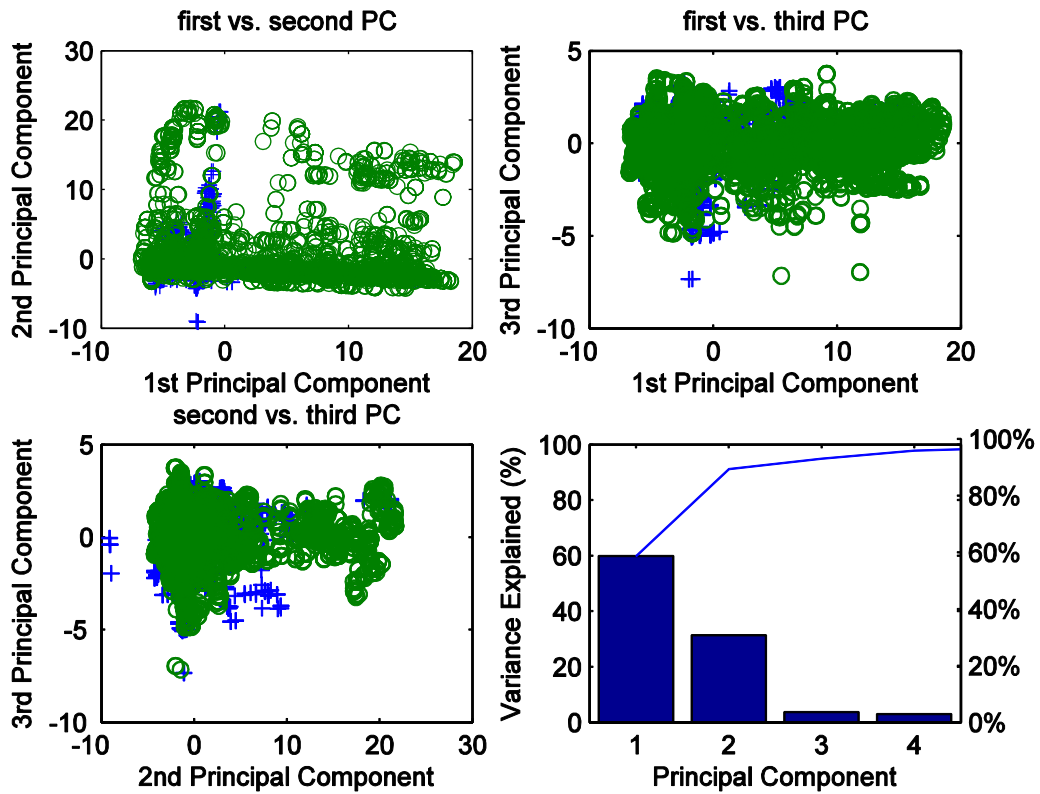 first vs. second PC
30
20
10
0
-10
-10 0 10 20
2nd Principal Component
1st Principal Component
first vs. third PC
5
0
-5
-10
-10 0 10 20
3rd Principal Component
1st Principal Component
second vs. third PC
5
0
-5
-10
-10 0 10 20 30
3rd Principal Component
2nd Principal Component
100
80
60
40
20
0
1 2 3 4
100%
80%
60%
40%
20%
0%
Variance Explained (%)
Principal Component